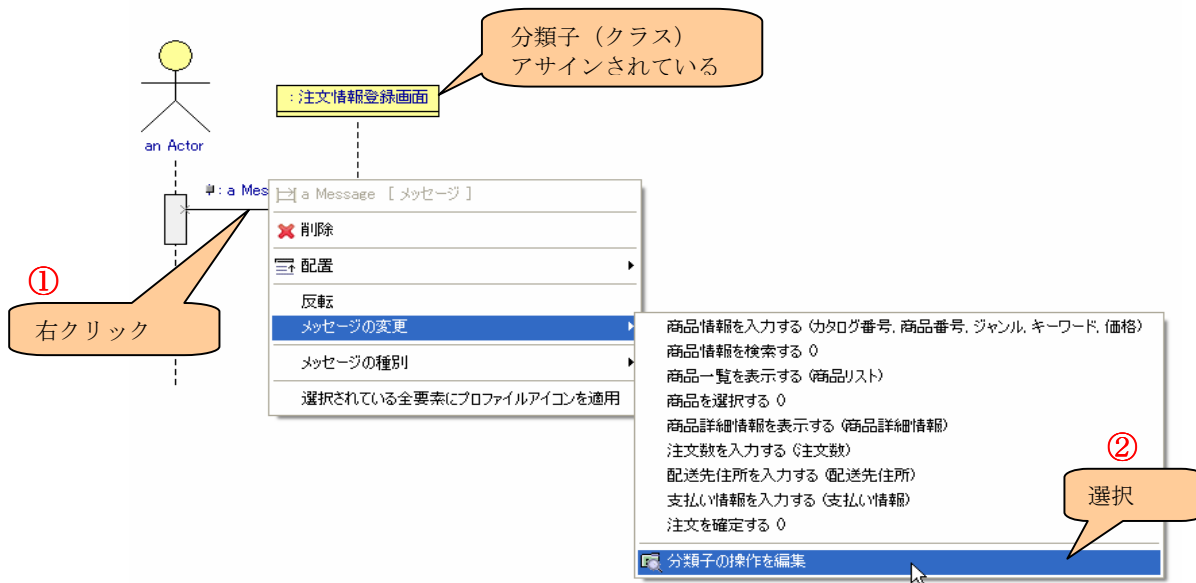 分類子（クラス）
アサインされている
:注文情報登録画面
an Actor
: a Mes
a Message [ メッセージ ]
削除
配置
反転
メッセージの変更
メッセージの種別
選択されている全要素にプロファイルアイコンを適用
①
右クリック
商品情報を入力する (カタログ番号, 商品番号, ジャンル, キーワード, 価格)
商品情報を検索する ()
商品一覧を表示する (商品リスト)
商品を選択する ()
商品詳細情報を表示する (商品詳細情報)
注文数を入力する (注文数)
配送先住所を入力する (配送先住所)
支払い情報を入力する (支払い情報)
注文を確定する ()
分類子の操作を編集
②
選択